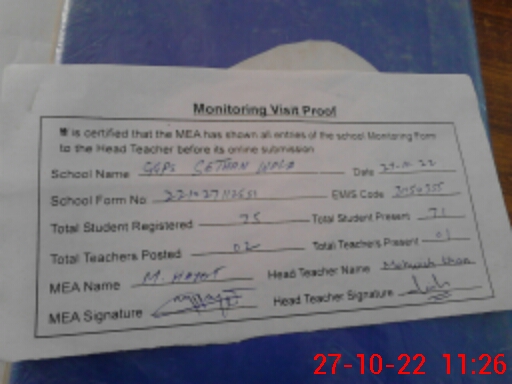 Monitoring Visit Proof
It is certified that the MEA has shown all entries of the school Monitoring Form
to the Head Teacher before its online submission
School Name GGPS SETHAN WALA Date
School Form No EMIS Code
Total Student Registered 75 Total Student Present 71
Total Teachers Posted 02 Total Teachers Present 01
MEA Name M. HAYAT Head Teacher Name
MEA Signature Head Teacher Signature
27-10-22 11:26